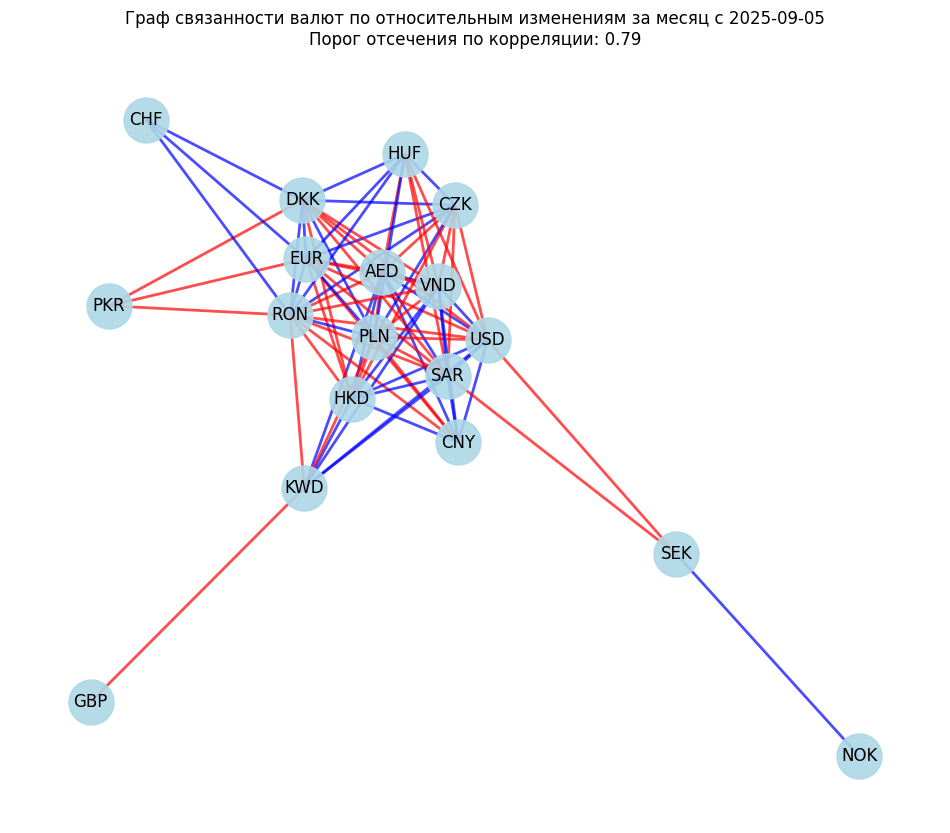 Граф связанности валют по относительным изменениям за месяц с 2025-09-05
Порог отсечения по корреляции: 0.79
CHF
HUF
DKK
CZK
EUR
AED
VND
PKR
RON
PLN
USD
SAR
HKD
CNY
KWD
SEK
GBP
NOK